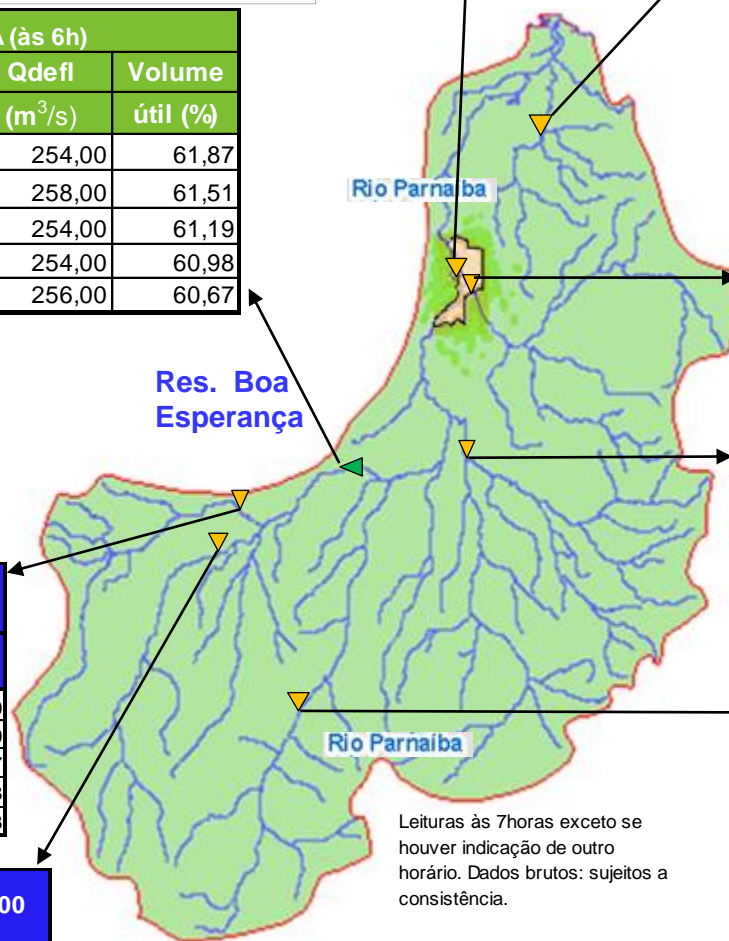 (às 6h)
Qdefl Volume
(m³/s) útil (%)
254,00 61,87
258,00 61,51
254,00 61,19
254,00 60,98
256,00 60,67
Rio Parnaíba
Res. Boa
Esperança
Rio Parnaíba
Leituras às 7horas exceto se
houver indicação de outro
horário. Dados brutos: sujeitos a
consistência.
00